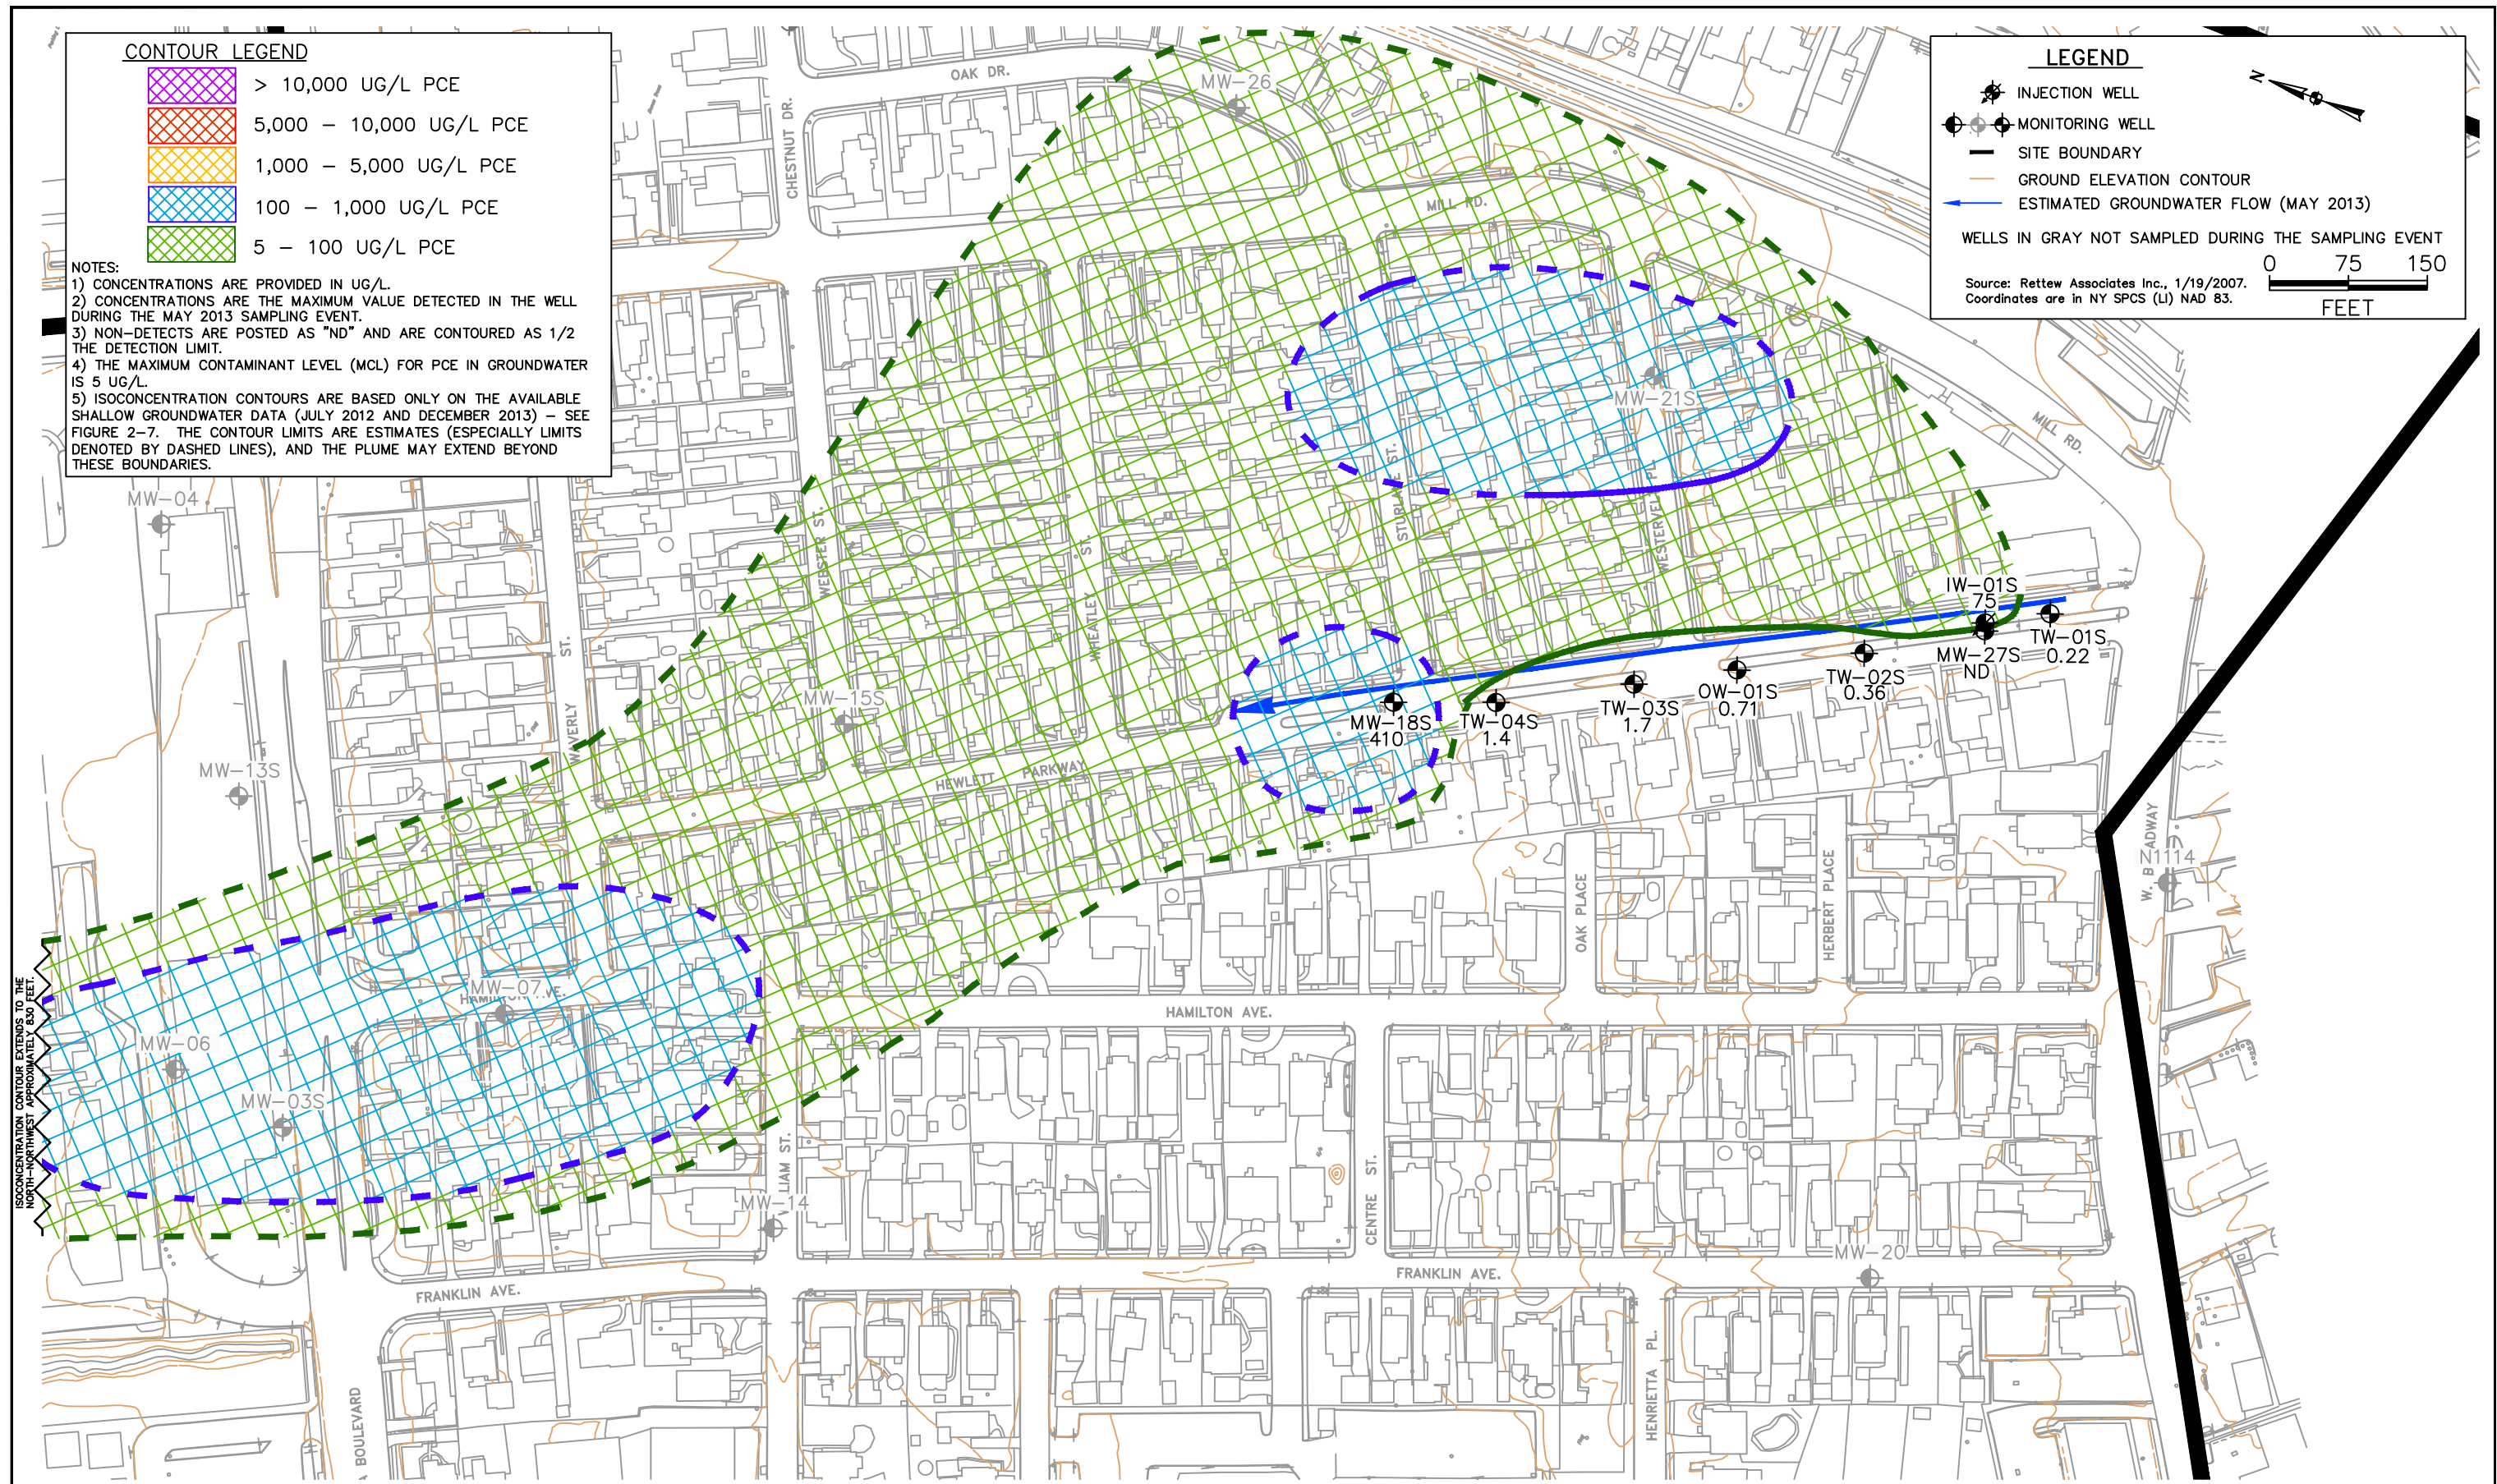 CONTOUR LEGEND
> 10,000 UG/L PCE
5,000 – 10,000 UG/L PCE
1,000 – 5,000 UG/L PCE
100 – 1,000 UG/L PCE
5 – 100 UG/L PCE
NOTES:
1) CONCENTRATIONS ARE PROVIDED IN UG/L.
2) CONCENTRATIONS ARE THE MAXIMUM VALUE DETECTED IN THE WELL
DURING THE MAY 2013 SAMPLING EVENT.
3) NON–DETECTS ARE POSTED AS "ND" AND ARE CONTOURED AS 1/2
THE DETECTION LIMIT.
4) THE MAXIMUM CONTAMINANT LEVEL (MCL) FOR PCE IN GROUNDWATER
IS 5 UG/L.
5) ISOCONCENTRATION CONTOURS ARE BASED ONLY ON THE AVAILABLE
SHALLOW GROUNDWATER DATA (JULY 2012 AND DECEMBER 2013) – SEE
FIGURE 2–7. THE CONTOUR LIMITS ARE ESTIMATES (ESPECIALLY LIMITS
DENOTED BY DASHED LINES), AND THE PLUME MAY EXTEND BEYOND
THESE BOUNDARIES.
LEGEND
N
INJECTION WELL
MONITORING WELL
SITE BOUNDARY
GROUND ELEVATION CONTOUR
ESTIMATED GROUNDWATER FLOW (MAY 2013)
WELLS IN GRAY NOT SAMPLED DURING THE SAMPLING EVENT
0 75 150
FEET
Source: Rettew Associates Inc., 1/19/2007.
Coordinates are in NY SPCS (LI) NAD 83.
OAK DR.
MW–26
CHESTNUT DR.
MILL RD.
MW–21S
MILL RD.
MW–04
WEBSTER ST.
WHEATLEY ST.
STURLANE ST.
WESTERVELT PL.
IW–01S
75
TW–01S
0.22
MW–27S
ND
TW–02S
0.36
OW–01S
0.71
TW–03S
1.7
TW–04S
1.4
MW–18S
410
MW–15S
WAVERLY ST.
MW–13S
HEWLETT PARKWAY
W. BROADWAY
N1114
OAK PLACE
HERBERT PLACE
MW–07
HAMILTON AVE.
HAMILTON AVE.
MW–06
MW–03S
ISOCONCENTRATION CONTOUR EXTENDS TO THE
NORTH–NORTHWEST APPROXIMATELY 830 FEET.
MW–14
WILLIAM ST.
CENTRE ST.
MW–20
FRANKLIN AVE.
FRANKLIN AVE.
HENRIETTA PL.
A BOULEVARD